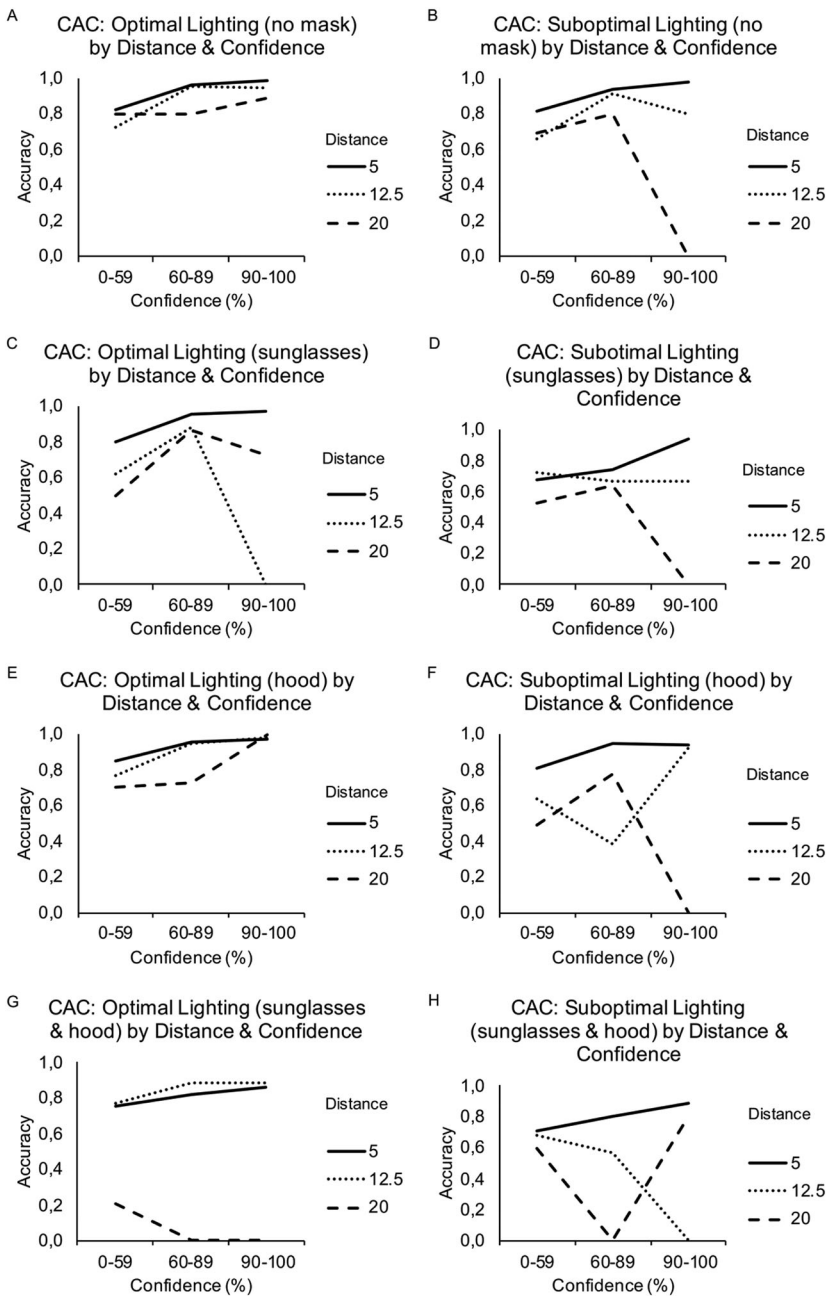 A
CAC: Optimal Lighting (no mask)
by Distance & Confidence
1,0
0,8
0,6
0,4
0,2
0,0
Accuracy
0-59
60-89
90-100
Confidence (%)
Distance
5
12.5
20
B
CAC: Suboptimal Lighting (no
mask) by Distance & Confidence
1,0
0,8
0,6
0,4
0,2
0,0
Accuracy
0-59
60-89
90-100
Confidence (%)
Distance
5
12.5
20
C
CAC: Optimal Lighting (sunglasses)
by Distance & Confidence
1,0
0,8
0,6
0,4
0,2
0,0
Accuracy
0-59
60-89
90-100
Confidence (%)
Distance
5
12.5
20
D
CAC: Subotimal Lighting
(sunglasses) by Distance &
Confidence
1,0
0,8
0,6
0,4
0,2
0,0
Accuracy
0-59
60-89
90-100
Confidence (%)
Distance
5
12.5
20
E
CAC: Optimal Lighting (hood) by
Distance & Confidence
1,0
0,8
0,6
0,4
0,2
0,0
Accuracy
0-59
60-89
90-100
Confidence (%)
Distance
5
12.5
20
F
CAC: Suboptimal Lighting (hood) by
Distance & Confidence
1,0
0,8
0,6
0,4
0,2
0,0
Accuracy
0-59
60-89
90-100
Confidence (%)
Distance
5
12.5
20
G
CAC: Optimal Lighting (sunglasses
& hood) by Distance & Confidence
1,0
0,8
0,6
0,4
0,2
0,0
Accuracy
0-59
60-89
90-100
Confidence (%)
Distance
5
12.5
20
H
CAC: Suboptimal Lighting
(sunglasses & hood) by Distance &
Confidence
1,0
0,8
0,6
0,4
0,2
0,0
Accuracy
0-59
60-89
90-100
Confidence (%)
Distance
5
12.5
20